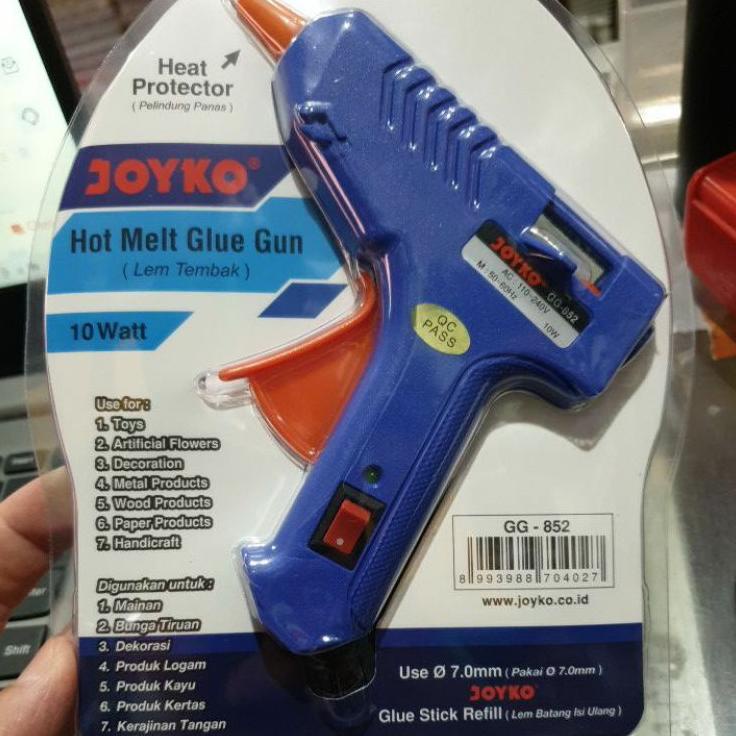 Heat
Protector
( Pelindung Panas )
JOYKO®
Hot Melt Glue Gun
( Lem Tembak )
10 Watt
JOYKO® GG-852
AC : 110-240V
M : 50-60Hz 10W
QC
PASS
Use for :
1. Toys
2. Artificial Flowers
3. Decoration
4. Metal Products
5. Wood Products
6. Paper Products
7. Handicraft
Digunakan untuk :
1. Mainan
2. Bunga Tiruan
3. Dekorasi
4. Produk Logam
5. Produk Kayu
6. Produk Kertas
7. Kerajinan Tangan
GG - 852
8 993988 704027
www.joyko.co.id
Use Ø 7.0mm ( Pakai Ø 7.0mm )
JOYKO®
Glue Stick Refill ( Lem Batang Isi Ulang )
Shift